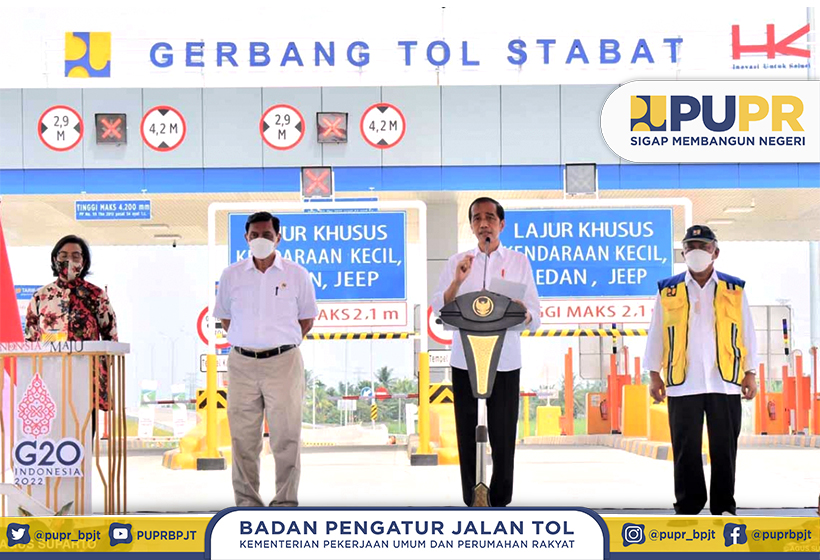 GERBANG TOL STABAT
HK
Inovasi Untuk Solusi
PUPR
SIGAP MEMBANGUN NEGERI
2,9 M
4,2 M
2,9 M
4,2 M
TINGGI MAKS 4.200 mm
LAJUR KHUSUS
KENDARAAN KECIL,
JEEP
MAKS 2.1 m
LAJUR KHUSUS
KENDARAAN KECIL,
SEDAN, JEEP
TINGGI MAKS 2.1
INDONESIA MAJU
G20
INDONESIA
2022
BADAN PENGATUR JALAN TOL
KEMENTERIAN PEKERJAAN UMUM DAN PERUMAHAN RAKYAT
@pupr_bpjt
PUPRBPJT
@pupr_bpjt
@puprbpjt